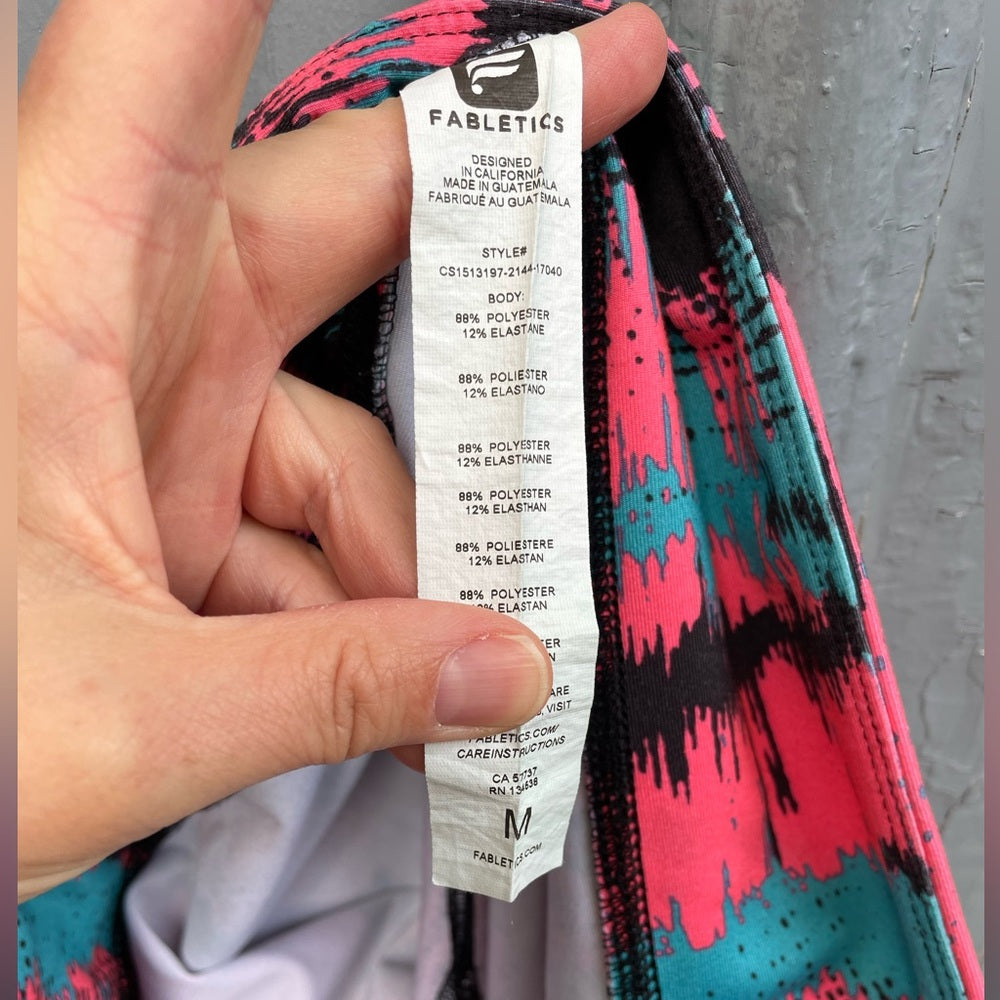 FABLETICS
DESIGNED
IN CALIFORNIA
MADE IN GUATEMALA
FABRIQUÉ AU GUATEMALA
STYLE#
CS1513197-2144-17040
BODY:
88% POLYESTER
12% ELASTANE
88% POLIESTER
12% ELASTANO
88% POLYESTER
12% ELASTHANNE
88% POLYESTER
12% ELASTHAN
88% POLIESTERE
12% ELASTAN
88% POLYESTER
ELASTAN
VISIT
FABLETICS.COM/
CAREINSTRUCTIONS
CA 57737
RN 134638
M
FABLETICS.COM